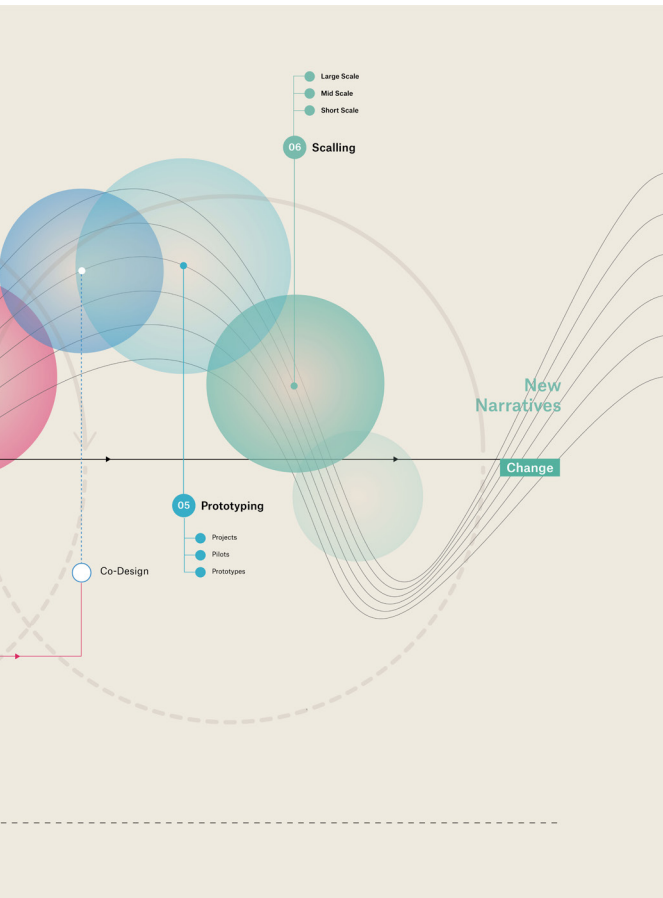 Large Scale
Mid Scale
Short Scale
06 Scalling
New
Narratives
Change
05 Prototyping
Projects
Pilots
Prototypes
Co-Design